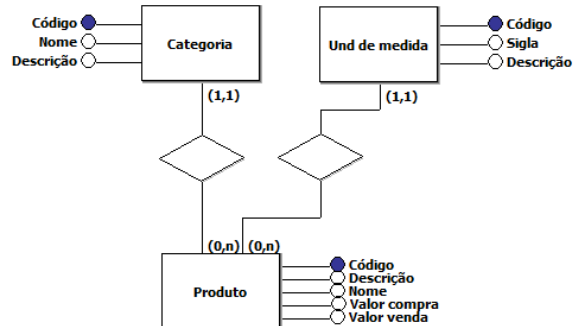 Código
Nome
Descrição
Categoria
(1,1)
Und de medida
Código
Sigla
Descrição
(1,1)
(0,n) (0,n)
Produto
Código
Descrição
Nome
Valor compra
Valor venda